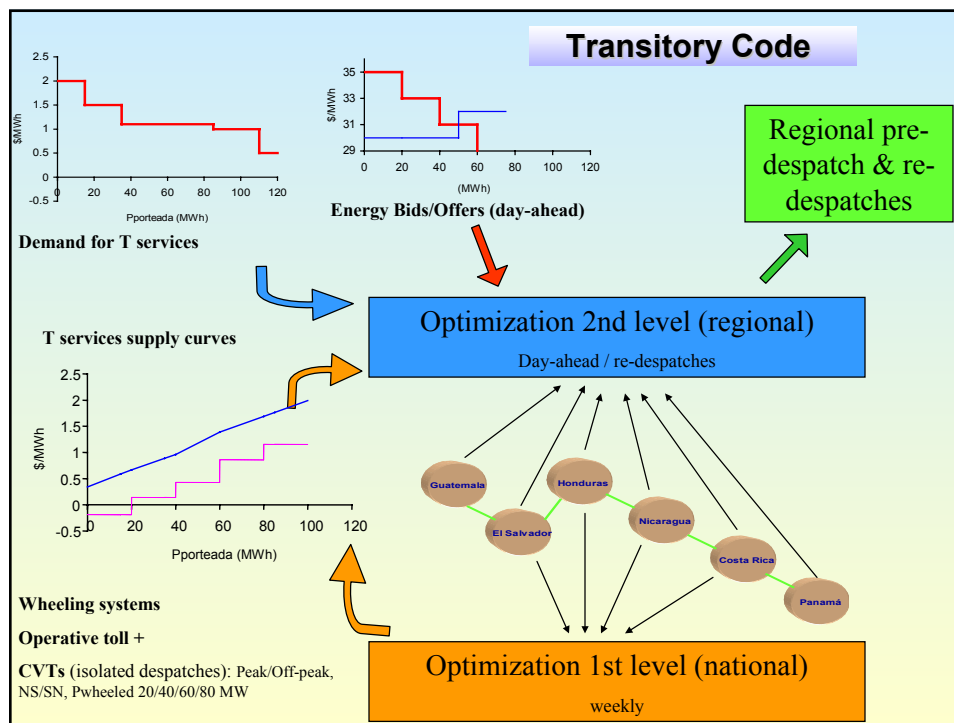 Transitory Code
2.5
2
1.5
1
0.5
0
-0.5
$/MWh
0 20 40 60 80 100 120
Pporteada (MWh)
Demand for T services
35
33
31
29
$/MWh
0 20 40 60 80 100 120
(MWh)
Energy Bids/Offers (day-ahead)
Regional pre-
despatch & re-
despatches
Optimization 2nd level (regional)
Day-ahead / re-despatches
T services supply curves
2.5
2
1.5
1
0.5
0
-0.5
$/MWh
0 20 40 60 80 100 120
Pporteada (MWh)
Guatemala
El Salvador
Honduras
Nicaragua
Costa Rica
Panamá
Wheeling systems
Operative toll +
CVTs (isolated despatches): Peak/Off-peak,
NS/SN, Pwheeled 20/40/60/80 MW
Optimization 1st level (national)
weekly